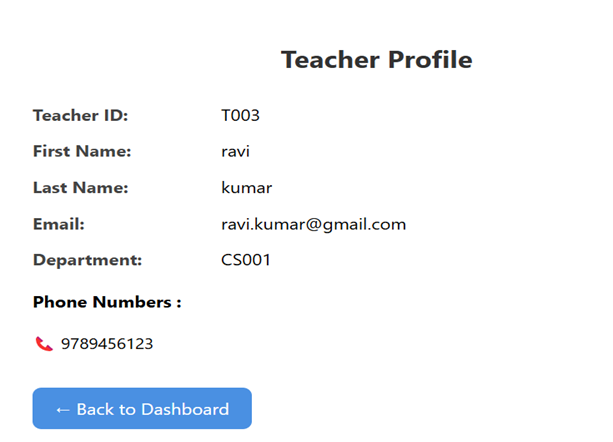 Teacher Profile
Teacher ID: T003
First Name: ravi
Last Name: kumar
Email: ravi.kumar@gmail.com
Department: CS001
Phone Numbers :
9789456123
← Back to Dashboard